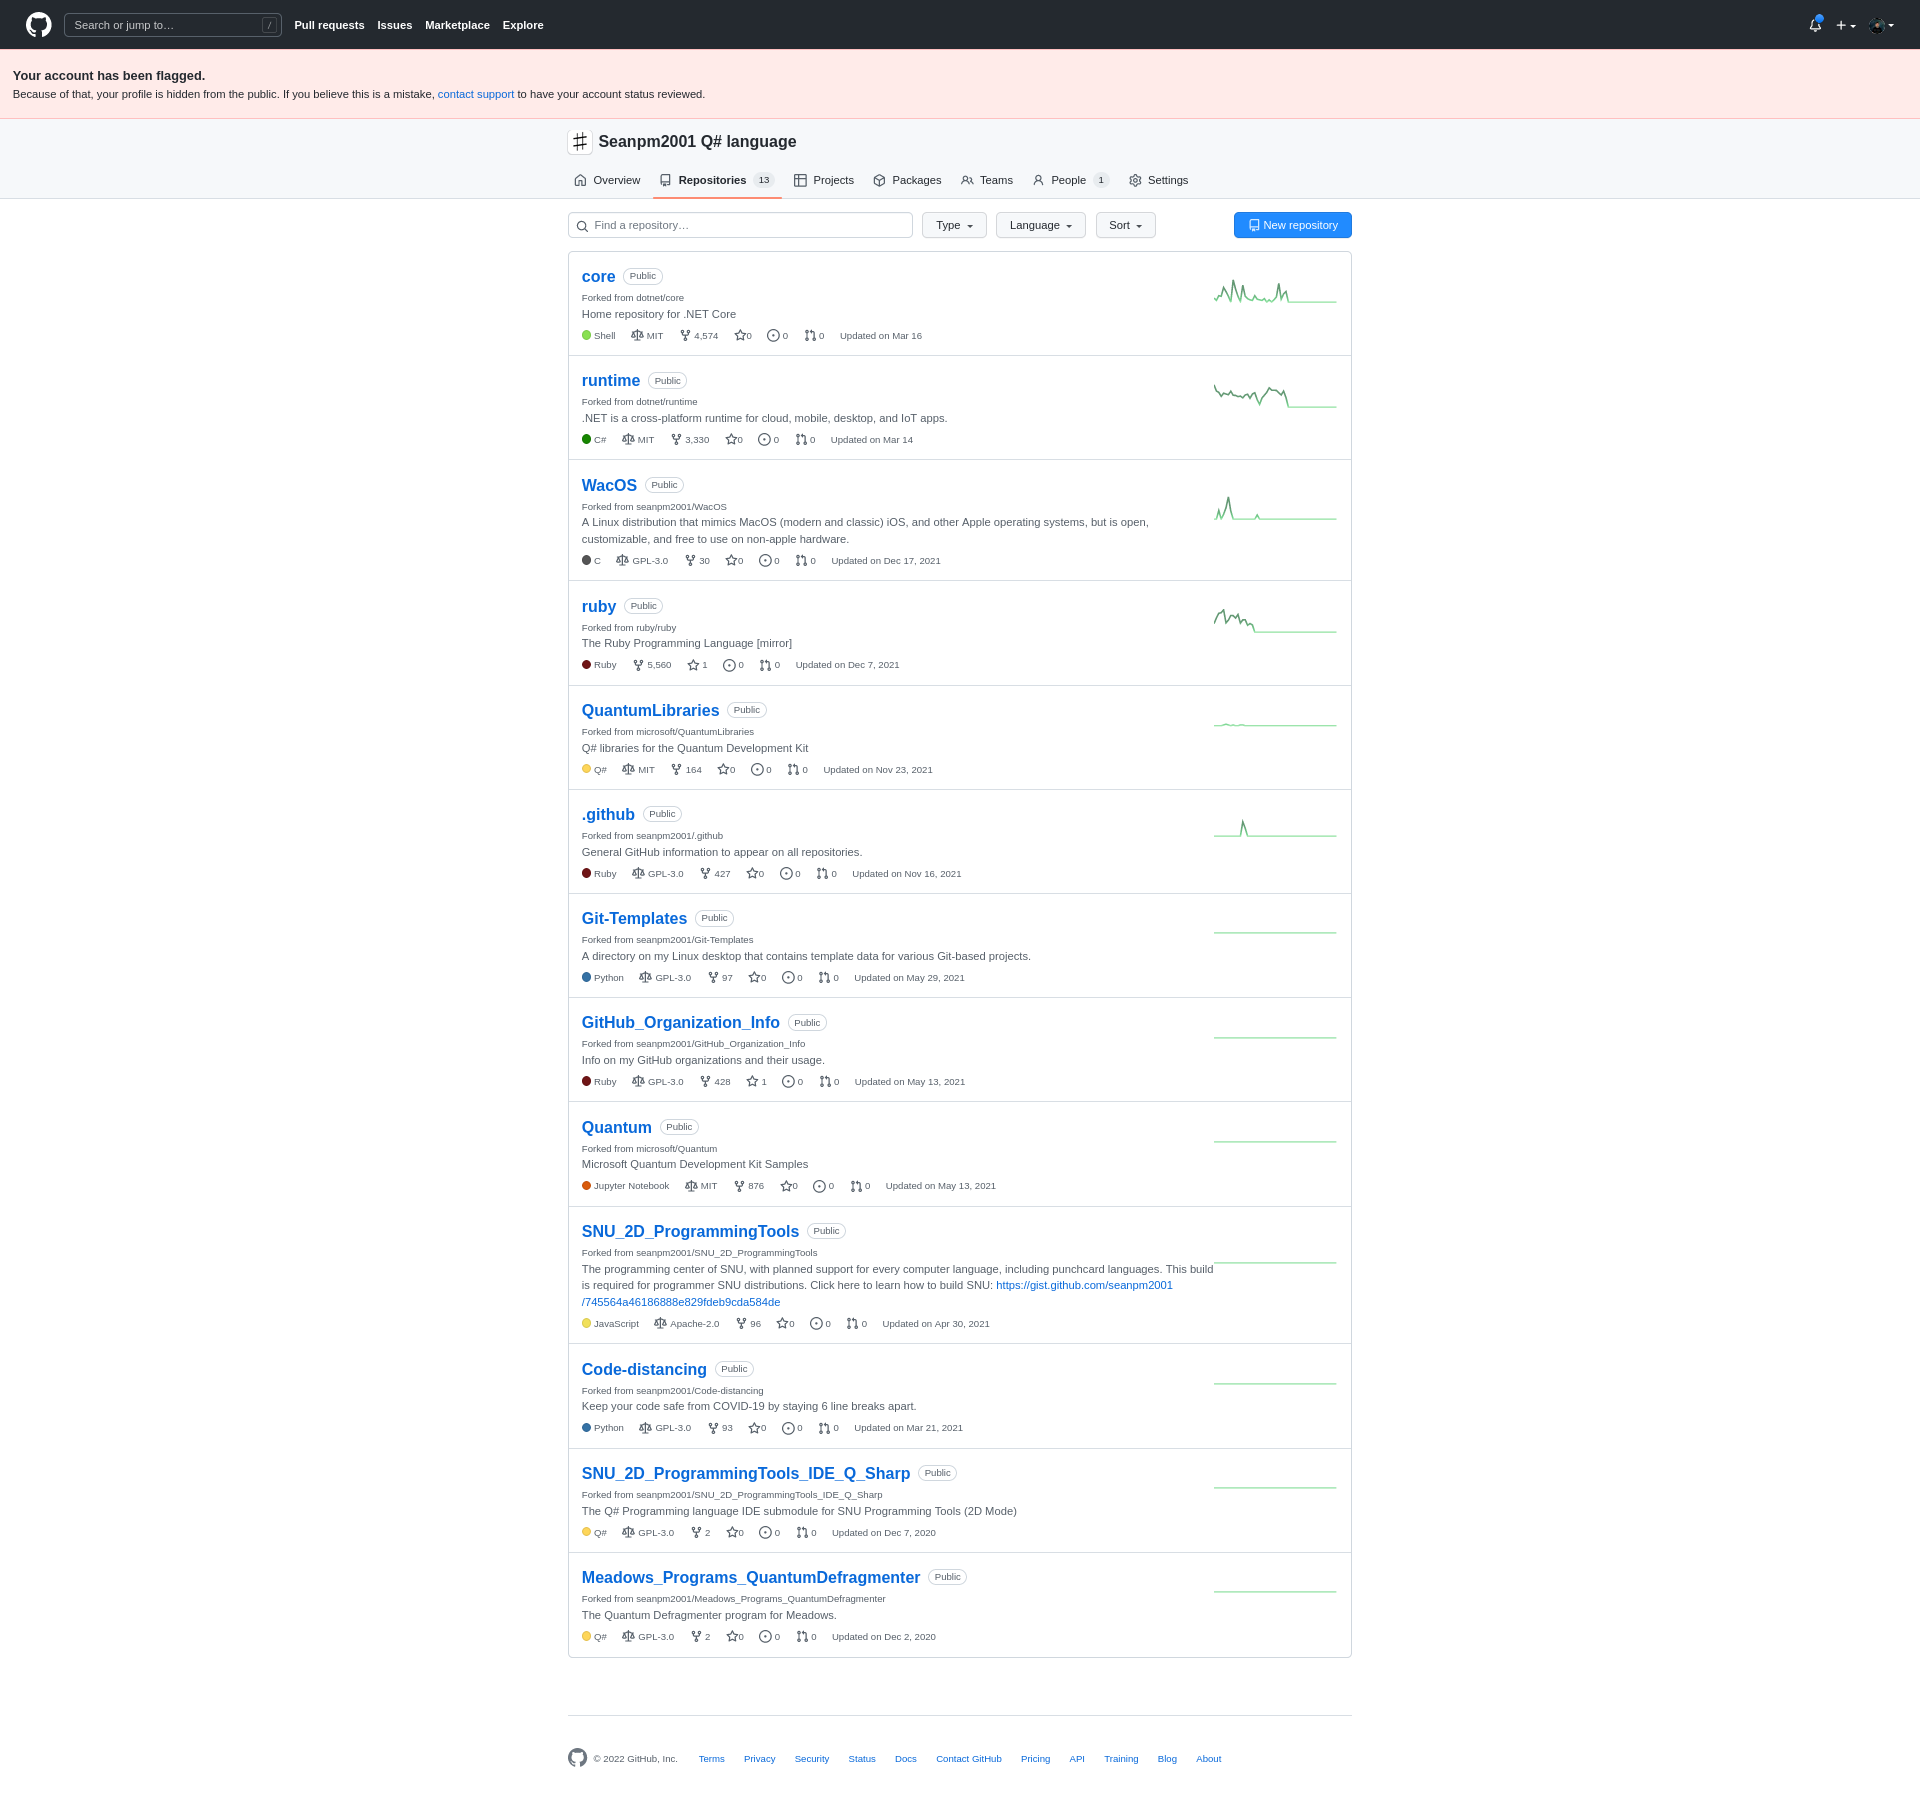 Search or jump to… /
Pull requests Issues Marketplace Explore
Your account has been flagged.
Because of that, your profile is hidden from the public. If you believe this is a mistake, contact support to have your account status reviewed.
Seanpm2001 Q# language
Overview Repositories 13 Projects Packages Teams People 1 Settings
Find a repository… Type Language Sort New repository
core Public
Forked from dotnet/core
Home repository for .NET Core
Shell MIT 4,574 0 0 0 Updated on Mar 16
runtime Public
Forked from dotnet/runtime
.NET is a cross-platform runtime for cloud, mobile, desktop, and IoT apps.
C# MIT 3,330 0 0 0 Updated on Mar 14
WacOS Public
Forked from seanpm2001/WacOS
A Linux distribution that mimics MacOS (modern and classic) iOS, and other Apple operating systems, but is open,
customizable, and free to use on non-apple hardware.
C GPL-3.0 30 0 0 0 Updated on Dec 17, 2021
ruby Public
Forked from ruby/ruby
The Ruby Programming Language [mirror]
Ruby 5,560 1 0 0 Updated on Dec 7, 2021
QuantumLibraries Public
Forked from microsoft/QuantumLibraries
Q# libraries for the Quantum Development Kit
Q# MIT 164 0 0 0 Updated on Nov 23, 2021
.github Public
Forked from seanpm2001/.github
General GitHub information to appear on all repositories.
Ruby GPL-3.0 427 0 0 0 Updated on Nov 16, 2021
Git-Templates Public
Forked from seanpm2001/Git-Templates
A directory on my Linux desktop that contains template data for various Git-based projects.
Python GPL-3.0 97 0 0 0 Updated on May 29, 2021
GitHub_Organization_Info Public
Forked from seanpm2001/GitHub_Organization_Info
Info on my GitHub organizations and their usage.
Ruby GPL-3.0 428 1 0 0 Updated on May 13, 2021
Quantum Public
Forked from microsoft/Quantum
Microsoft Quantum Development Kit Samples
Jupyter Notebook MIT 876 0 0 0 Updated on May 13, 2021
SNU_2D_ProgrammingTools Public
Forked from seanpm2001/SNU_2D_ProgrammingTools
The programming center of SNU, with planned support for every computer language, including punchcard languages. This build
is required for programmer SNU distributions. Click here to learn how to build SNU: https://gist.github.com/seanpm2001
/745564a46186888e829fdeb9cda584de
JavaScript Apache-2.0 96 0 0 0 Updated on Apr 30, 2021
Code-distancing Public
Forked from seanpm2001/Code-distancing
Keep your code safe from COVID-19 by staying 6 line breaks apart.
Python GPL-3.0 93 0 0 0 Updated on Mar 21, 2021
SNU_2D_ProgrammingTools_IDE_Q_Sharp Public
Forked from seanpm2001/SNU_2D_ProgrammingTools_IDE_Q_Sharp
The Q# Programming language IDE submodule for SNU Programming Tools (2D Mode)
Q# GPL-3.0 2 0 0 0 Updated on Dec 7, 2020
Meadows_Programs_QuantumDefragmenter Public
Forked from seanpm2001/Meadows_Programs_QuantumDefragmenter
The Quantum Defragmenter program for Meadows.
Q# GPL-3.0 2 0 0 0 Updated on Dec 2, 2020
© 2022 GitHub, Inc. Terms Privacy Security Status Docs Contact GitHub Pricing API Training Blog About